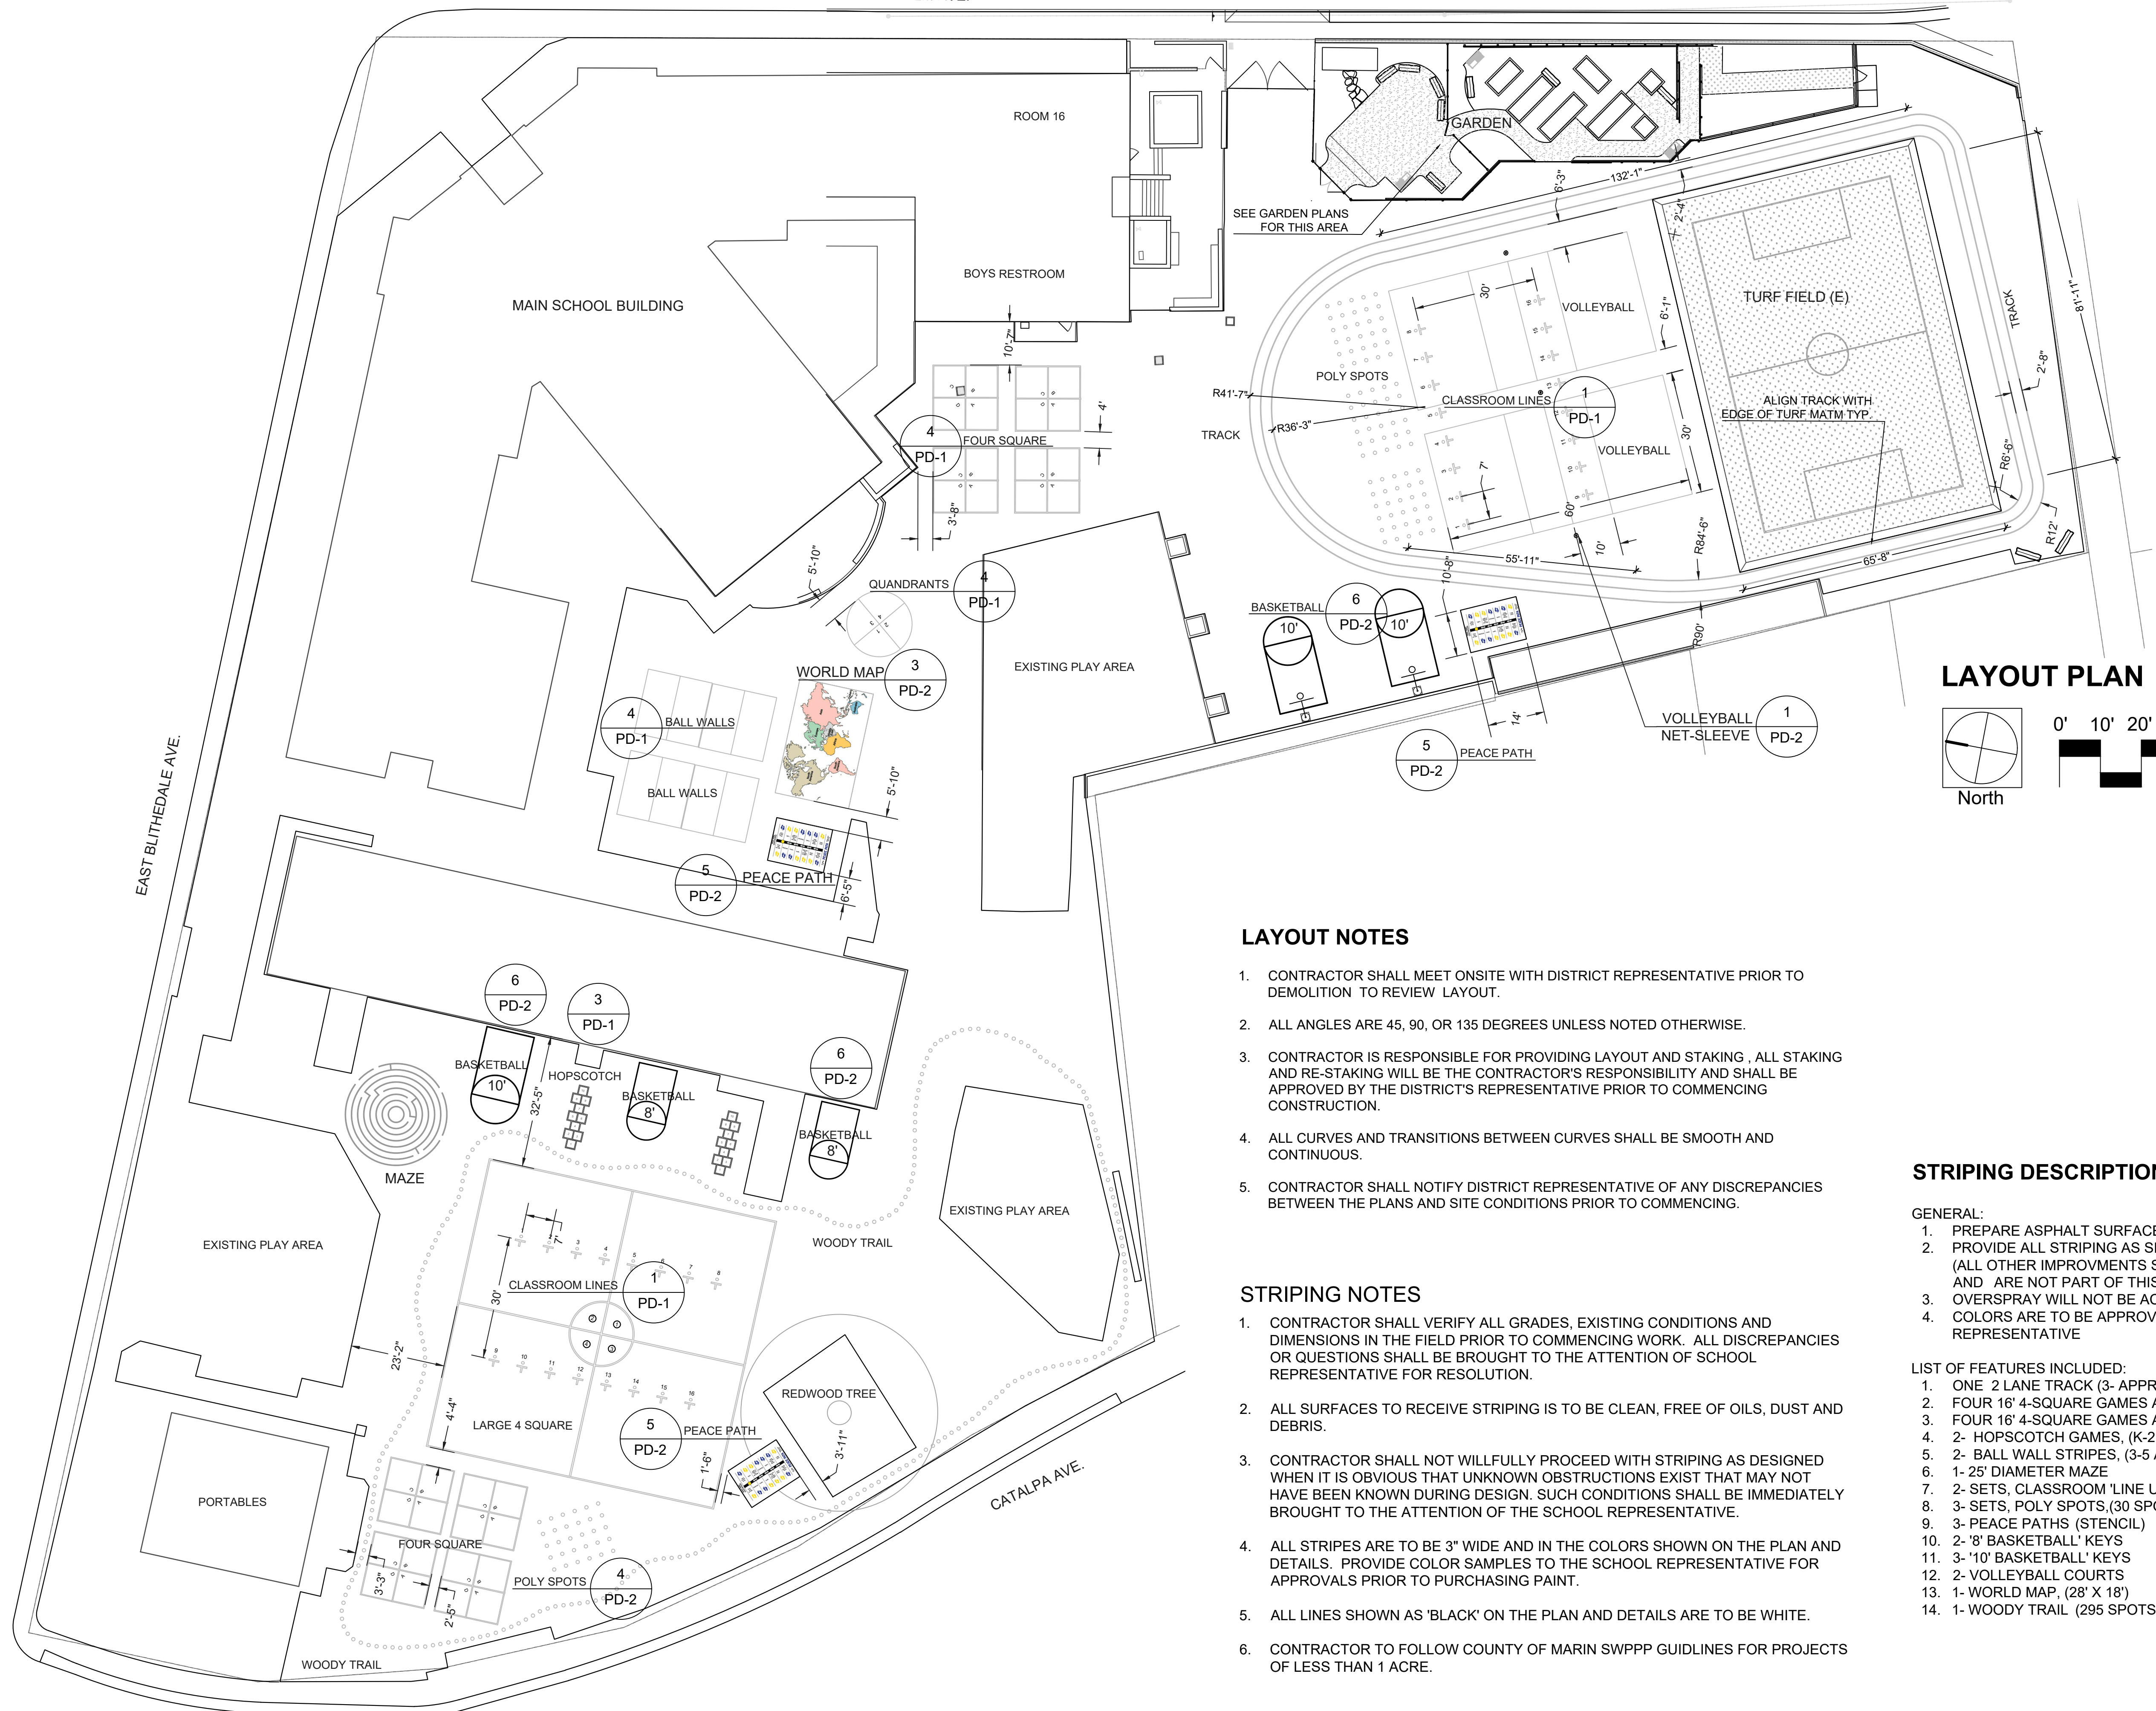 ROOM 16
GARDEN
132'-1"
6'-3"
2'-4"
SEE GARDEN PLANS
FOR THIS AREA
BOYS RESTROOM
MAIN SCHOOL BUILDING
30'
VOLLEYBALL
6'-1"
TURF FIELD (E)
TRACK
81'-11"
10'-7"
2'-8"
POLY SPOTS
R41'-7"
CLASSROOM LINES
1
PD-1
ALIGN TRACK WITH
EDGE OF TURF MATM TYP.
4'
4
PD-1
FOUR SQUARE
TRACK
R36'-3"
30'
VOLLEYBALL
R6'-6"
7'
60'
3'-8"
10'
R84'-6"
R12'
5'-10"
55'-11"
65'-8"
10'-8"
QUANDRANTS
4
PD-1
BASKETBALL
6
PD-2
10'
10'
R90'
EXISTING PLAY AREA
WORLD MAP
3
PD-2
LAYOUT PLAN
4
PD-1
BALL WALLS
14'
VOLLEYBALL
NET-SLEEVE
1
PD-2
0' 10' 20'
5
PD-2
PEACE PATH
North
EAST BLITHEDALE AVE.
BALL WALLS
5'-10"
5
PD-2
PEACE PATH
6'-5"
LAYOUT NOTES
1. CONTRACTOR SHALL MEET ONSITE WITH DISTRICT REPRESENTATIVE PRIOR TO
DEMOLITION TO REVIEW LAYOUT.
2. ALL ANGLES ARE 45, 90, OR 135 DEGREES UNLESS NOTED OTHERWISE.
3. CONTRACTOR IS RESPONSIBLE FOR PROVIDING LAYOUT AND STAKING , ALL STAKING
AND RE-STAKING WILL BE THE CONTRACTOR'S RESPONSIBILITY AND SHALL BE
APPROVED BY THE DISTRICT'S REPRESENTATIVE PRIOR TO COMMENCING
CONSTRUCTION.
4. ALL CURVES AND TRANSITIONS BETWEEN CURVES SHALL BE SMOOTH AND
CONTINUOUS.
5. CONTRACTOR SHALL NOTIFY DISTRICT REPRESENTATIVE OF ANY DISCREPANCIES
BETWEEN THE PLANS AND SITE CONDITIONS PRIOR TO COMMENCING.
6
PD-2
3
PD-1
6
PD-2
BASKETBALL
10'
HOPSCOTCH
32'-5"
BASKETBALL
8'
BASKETBALL
8'
MAZE
EXISTING PLAY AREA
WOODY TRAIL
EXISTING PLAY AREA
7'
3 4 5 6 7 8
30'
CLASSROOM LINES
1
PD-1
2 1
4 3
9 10 11 12 13 14 15 16
23'-2"
4'-4"
LARGE 4 SQUARE
REDWOOD TREE
5
PD-2
PEACE PATH
3'-11"
1'-6"
CATALPA AVE.
PORTABLES
FOUR SQUARE
3'-3"
2'-5"
POLY SPOTS
4
PD-2
WOODY TRAIL
STRIPING NOTES
1. CONTRACTOR SHALL VERIFY ALL GRADES, EXISTING CONDITIONS AND
DIMENSIONS IN THE FIELD PRIOR TO COMMENCING WORK. ALL DISCREPANCIES
OR QUESTIONS SHALL BE BROUGHT TO THE ATTENTION OF SCHOOL
REPRESENTATIVE FOR RESOLUTION.
2. ALL SURFACES TO RECEIVE STRIPING IS TO BE CLEAN, FREE OF OILS, DUST AND
DEBRIS.
3. CONTRACTOR SHALL NOT WILLFULLY PROCEED WITH STRIPING AS DESIGNED
WHEN IT IS OBVIOUS THAT UNKNOWN OBSTRUCTIONS EXIST THAT MAY NOT
HAVE BEEN KNOWN DURING DESIGN. SUCH CONDITIONS SHALL BE IMMEDIATELY
BROUGHT TO THE ATTENTION OF THE SCHOOL REPRESENTATIVE.
4. ALL STRIPES ARE TO BE 3" WIDE AND IN THE COLORS SHOWN ON THE PLAN AND
DETAILS. PROVIDE COLOR SAMPLES TO THE SCHOOL REPRESENTATIVE FOR
APPROVALS PRIOR TO PURCHASING PAINT.
5. ALL LINES SHOWN AS 'BLACK' ON THE PLAN AND DETAILS ARE TO BE WHITE.
6. CONTRACTOR TO FOLLOW COUNTY OF MARIN SWPPP GUIDLINES FOR PROJECTS
OF LESS THAN 1 ACRE.
STRIPING DESCRIPTION
GENERAL:
1. PREPARE ASPHALT SURFACE
2. PROVIDE ALL STRIPING AS
(ALL OTHER IMPROVMENTS
AND ARE NOT PART OF THIS
3. OVERSPRAY WILL NOT BE
4. COLORS ARE TO BE
REPRESENTATIVE
LIST OF FEATURES INCLUDED:
1. ONE 2 LANE TRACK (3-
2. FOUR 16' 4-SQUARE GAMES
3. FOUR 16' 4-SQUARE GAMES
4. 2- HOPSCOTCH GAMES, (K-2
5. 2- BALL WALL STRIPES, (3-5
6. 1- 25' DIAMETER MAZE
7. 2- SETS, CLASSROOM 'LINE
8. 3- SETS, POLY SPOTS,(30
9. 3- PEACE PATHS (STENCIL)
10. 2- '8' BASKETBALL' KEYS
11. 3- '10' BASKETBALL' KEYS
12. 2- VOLLEYBALL COURTS
13. 1- WORLD MAP, (28' X 18')
14. 1- WOODY TRAIL (295 SPOTS